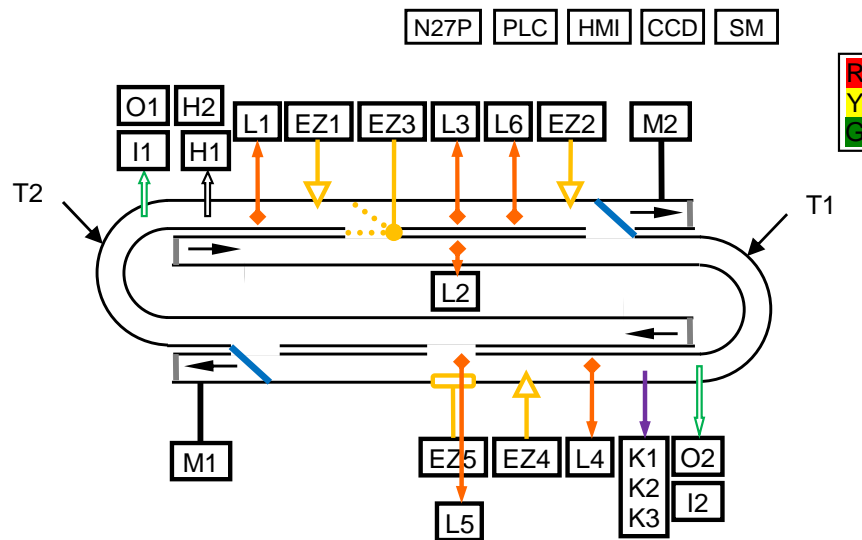 N27P PLC HMI CCD SM
R
Y
G
O1 H2
L1 EZ1 EZ3 L3 L6 EZ2 M2
I1 H1
T2
T1
L2
M1
EZ5 EZ4 L4 K1 O2
K2
K3
I2
L5